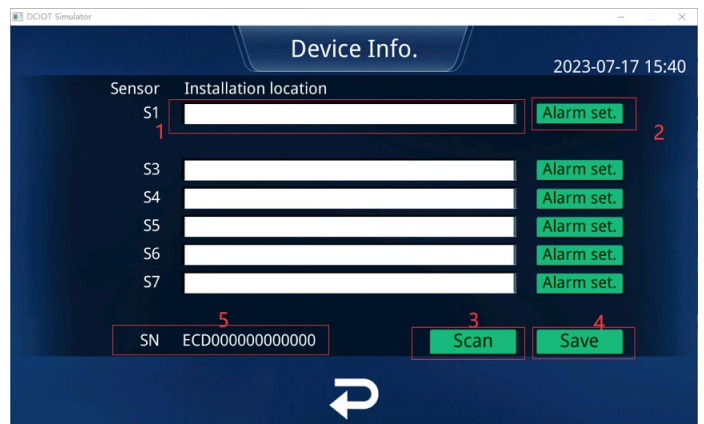 DCIOT Simulator
Device Info.
2023-07-17 15:40
Sensor Installation location
S1 Alarm set.
1 2
S3 Alarm set.
S4 Alarm set.
S5 Alarm set.
S6 Alarm set.
S7 Alarm set.
5 3 4
SN ECD000000000000 Scan Save